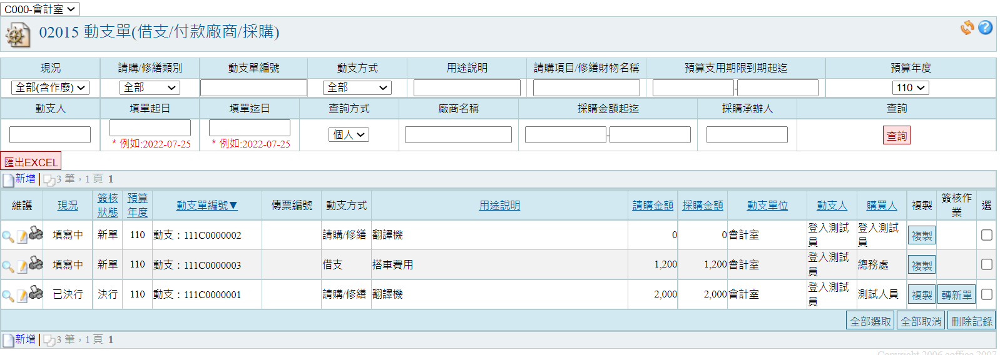 C000-會計室
02015 動支單(借支/付款廠商/採購)
現況 請購/修繕類別 動支單編號 動支方式 用途說明 請購項目/修繕財物名稱 預算支用期限到期起迄 預算年度
全部(含作廢) 全部 全部 - 110
動支人 填單起日 填單迄日 查詢方式 廠商名稱 採購金額起迄 採購承辦人 查詢
個人 - 查詢
* 例如:2022-07-25 * 例如:2022-07-25
匯出EXCEL
新增 | 3 筆，1 頁 1
維護 現況 簽核狀態 預算年度 動支單編號▼ 傳票編號 動支方式 用途說明 請購金額 採購金額 動支單位 動支人 購買人 複製 簽核作業 選
填寫中 新單 110 動支：111C0000002 請購/修繕 翻譯機 0 0 會計室 登入測試員 登入測試員 複製
填寫中 新單 110 動支：111C0000003 借支 搭車費用 1,200 1,200 會計室 登入測試員 總務處 複製
已決行 決行 110 動支：111C0000001 請購/修繕 翻譯機 2,000 2,000 會計室 登入測試員 測試人員 複製 轉新單
全部選取 全部取消 刪除記錄
新增 | 3 筆，1 頁 1